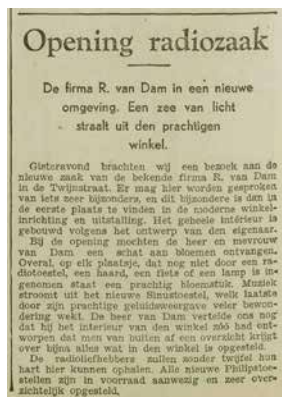 Opening radiozaak
De firma R. van Dam in een nieuwe
omgeving. Een zee van licht
straalt uit den prachtigen
winkel.
Gisteravond brachten wij een bezoek aan de
nieuwe zaak van de bekende firma R. van Dam
in de Twijnstraat. Er mag hier worden gesproken
van iets zeer bijzonders, en dit bijzondere is dan in
de eerste plaats te vinden in de moderne winkel-
inrichting en uitstalling. Het geheele intérieur is
gebouwd volgens het ontwerp van den eigenaar.
Bij de opening mochten de heer en mevrouw
van Dam een schat aan bloemen ontvangen.
Overal, op elk plaatsje, dat nog niet door een ra-
diotoestel, een haard, een fiets of een lamp is in-
genomen staat een prachtig bloemstuk. Muziek
stroomt uit het nieuwe Sinustoestel, welk laatste
door zijn prachtige geluidsweergave veler bewon-
dering wekt. De heer van Dam vertelde ons nog
dat hij het interieur van den winkel zóó had ont-
worpen dat men van buiten af een overzicht krijgt
over bijna alles wat in den winkel is opgesteld.
De radioliefhebbers zullen zonder twijfel hun
hart hier kunnen ophalen. Alle nieuwe Philipstoe-
stellen zijn in voorraad aanwezig en zeer over-
zichtelijk opgesteld,